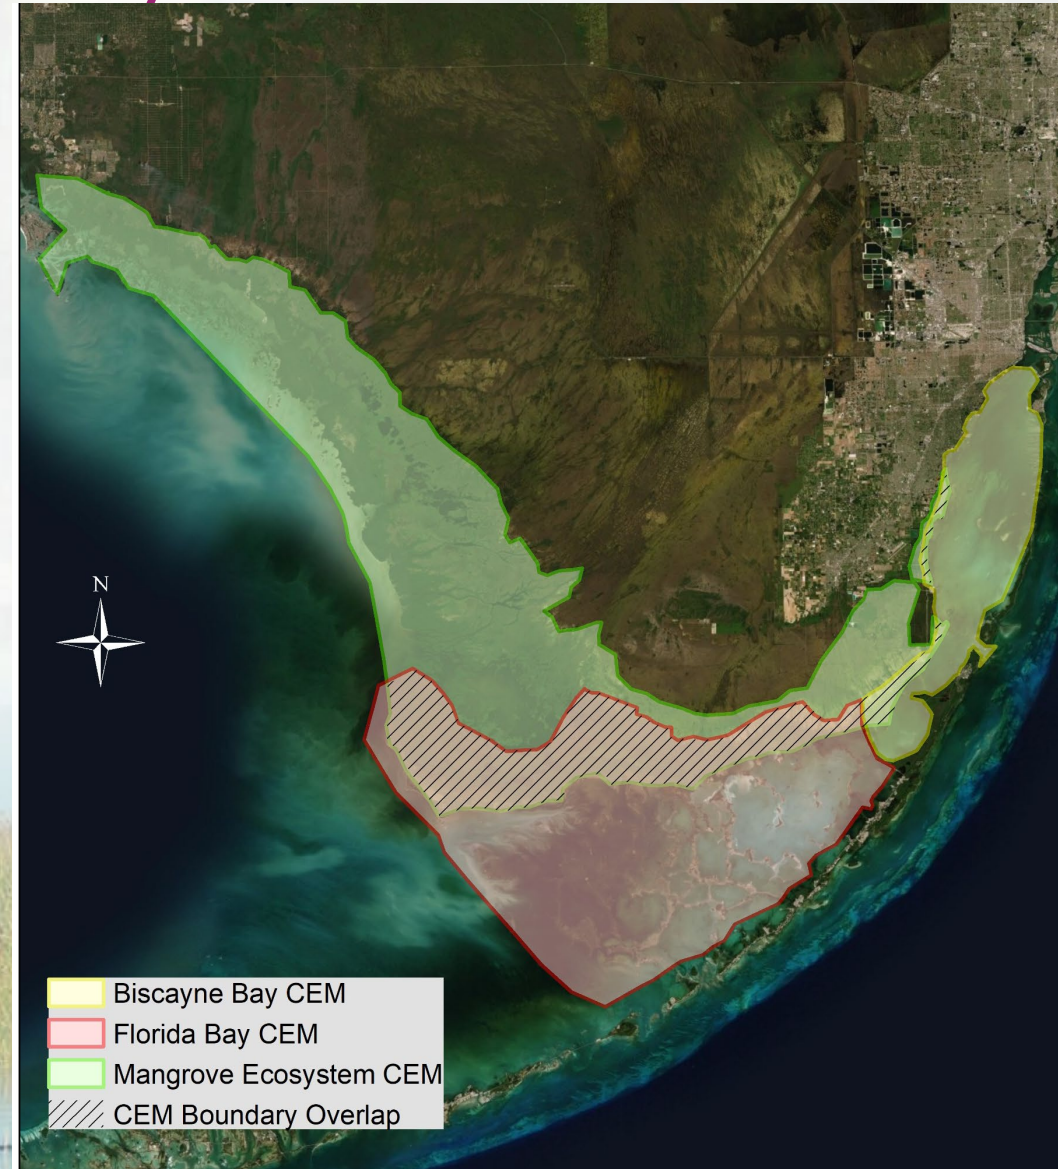 N
Biscayne Bay CEM
Florida Bay CEM
Mangrove Ecosystem CEM
CEM Boundary Overlap